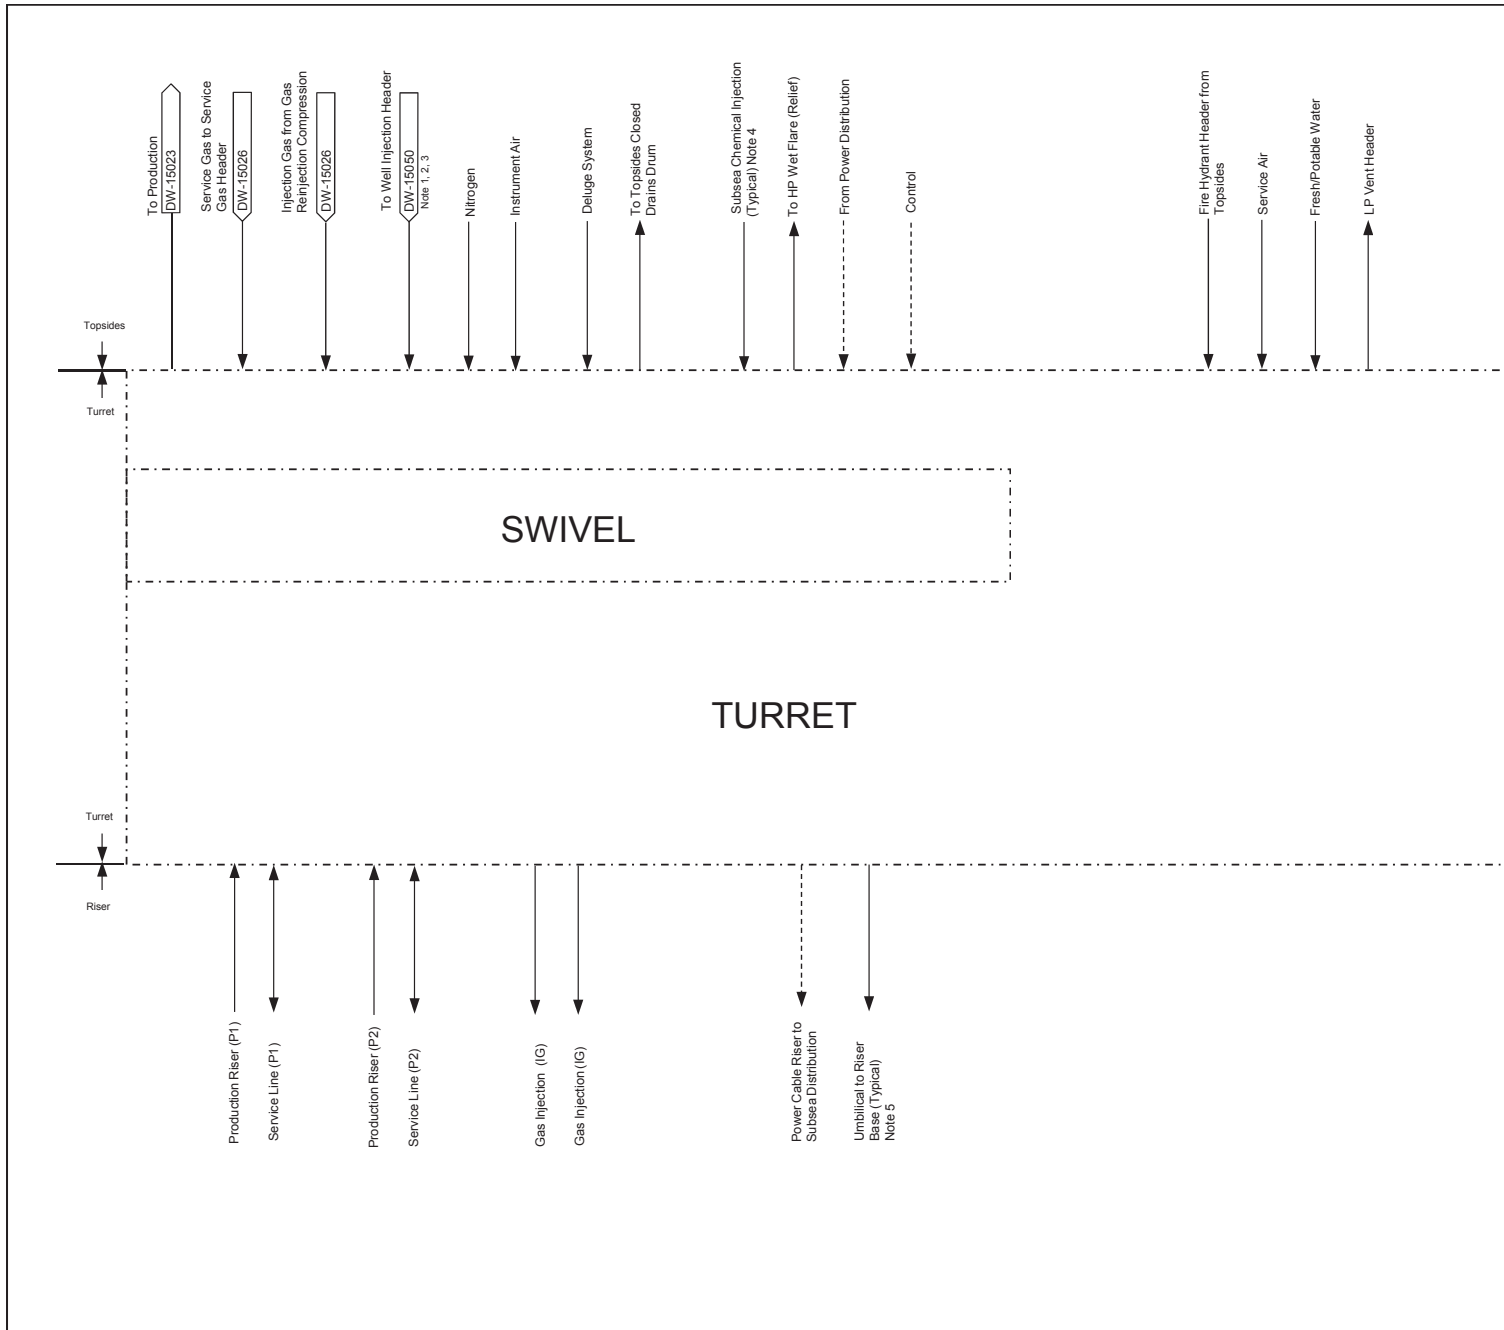 To Production
DW-15023
Service Gas to Service
Gas Header
DW-15026
Injection Gas from Gas
Reinjection Compression
DW-15026
To Well Injection Header
DW-15050
Note 1, 2, 3
Nitrogen
Instrument Air
Deluge System
To Topsides Closed
Drains Drum
Subsea Chemical Injection
(Typical) Note 4
To HP Wet Flare (Relief)
From Power Distribution
Control
Fire Hydrant Header from
Topsides
Service Air
Fresh/Potable Water
LP Vent Header
Topsides
Turret
SWIVEL
TURRET
Turret
Riser
Production Riser (P1)
Service Line (P1)
Production Riser (P2)
Service Line (P2)
Gas Injection (IG)
Gas Injection (IG)
Power Cable Riser to
Subsea Distribution
Umbilical to Riser
Base (Typical)
Note 5